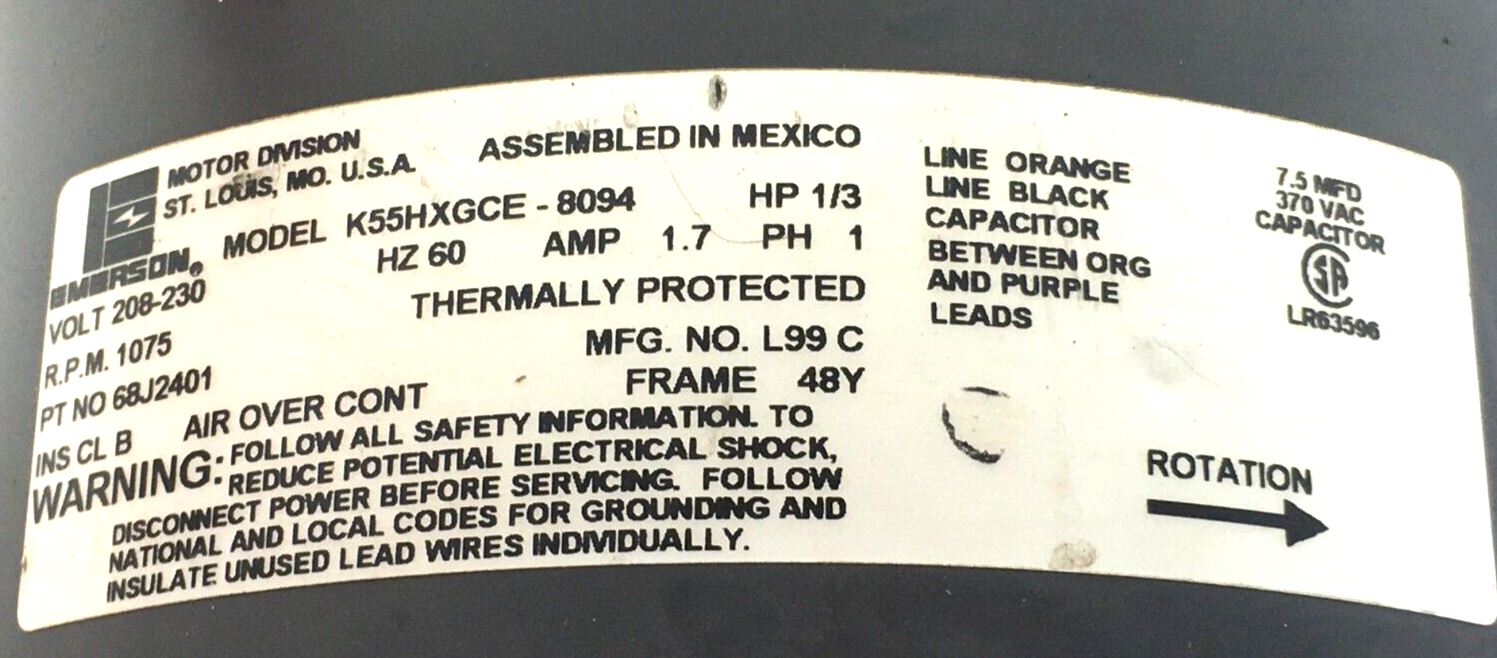 MOTOR DIVISION
ST. LOUIS, MO. U.S.A.
EMERSON®
ASSEMBLED IN MEXICO
MODEL K55HXGCE - 8094 HP 1/3
VOLT 208-230 HZ 60 AMP 1.7 PH 1
R.P.M. 1075 THERMALLY PROTECTED
PT NO 68J2401 MFG. NO. L99 C
INS CL B AIR OVER CONT FRAME 48Y
WARNING: FOLLOW ALL SAFETY INFORMATION. TO
REDUCE POTENTIAL ELECTRICAL SHOCK,
DISCONNECT POWER BEFORE SERVICING. FOLLOW
NATIONAL AND LOCAL CODES FOR GROUNDING AND
INSULATE UNUSED LEAD WIRES INDIVIDUALLY.
LINE ORANGE
LINE BLACK
CAPACITOR
BETWEEN ORG
AND PURPLE
LEADS
7.5 MFD
370 VAC
CAPACITOR
SA
LR63596
ROTATION